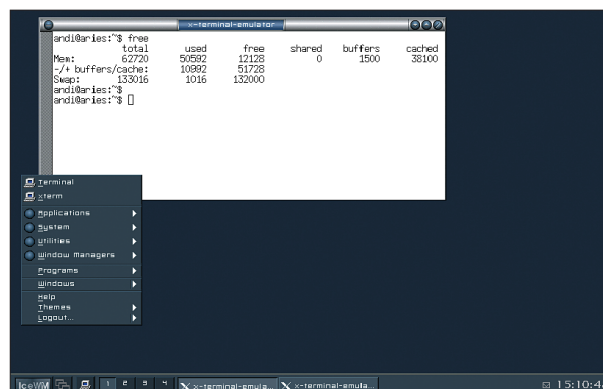 x-terminal-emulator
andi@aries:~$ free
total used free shared buffers cached
Mem: 62720 50592 12128 0 1500 38100
-/+ buffers/cache: 10992 51728
Swap: 133016 1016 132000
andi@aries:~$
andi@aries:~$
Terminal
xterm
Applications
System
Utilities
Window Managers
Programs
Windows
Help
Themes
Logout...
IceWM 1 2 3 4 x-terminal-emula... x-terminal-emula... 15:10:4